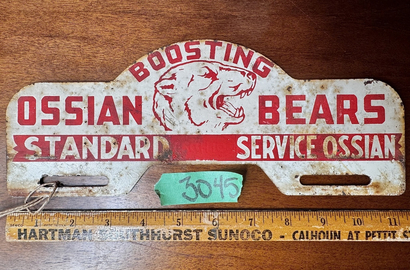 BOOSTING
OSSIAN BEARS
STANDARD SERVICE OSSIAN
3045
1 2 3 4 5 6 7 8 9 10 11
HARTMAN SOUTHHURST SUNOCO - CALHOUN AT PETTIT